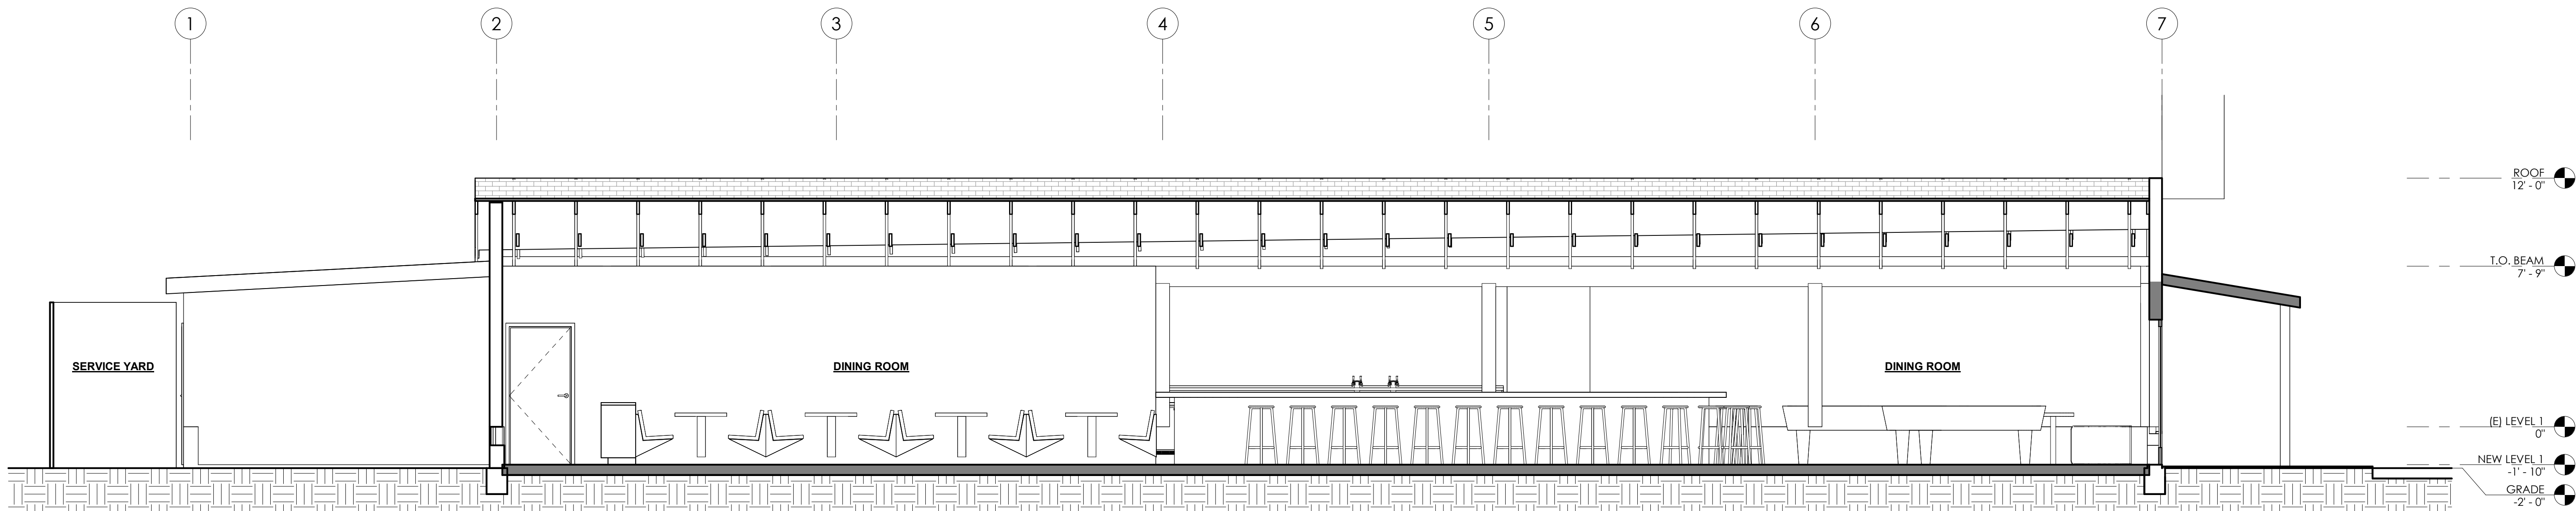 1
2
3
4
5
6
7
ROOF
12' - 0"
T.O. BEAM
7' - 9"
SERVICE YARD
DINING ROOM
DINING ROOM
(E) LEVEL 1
0"
NEW LEVEL 1
-1' - 10"
GRADE
-2' - 0"